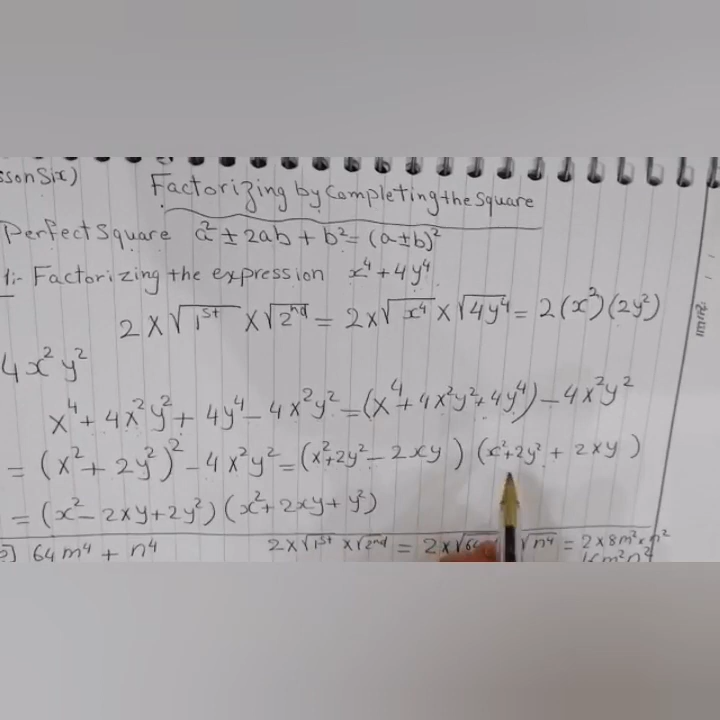 sson Six) Factorizing by Completing the Square
Perfect Square a² ± 2ab + b² = (a ± b)²
1:- Factorizing the expression x⁴ + 4y⁴
2 × √1st × √2nd = 2 × √x⁴ × √4y⁴ = 2(x²)(2y²)
4x²y²
x⁴ + 4x²y² + 4y⁴ - 4x²y² = (x⁴ + 4x²y² + 4y⁴) - 4x²y²
= (x² + 2y²)² - 4x²y² = (x² + 2y² - 2xy) (x² + 2y² + 2xy)
= (x² - 2xy + 2y²) (x² + 2xy + y²)
2] 64m⁴ + n⁴ 2 × √1st × √2nd = 2 × √6 √n⁴ = 2 × 8m² × n²
16m²n²